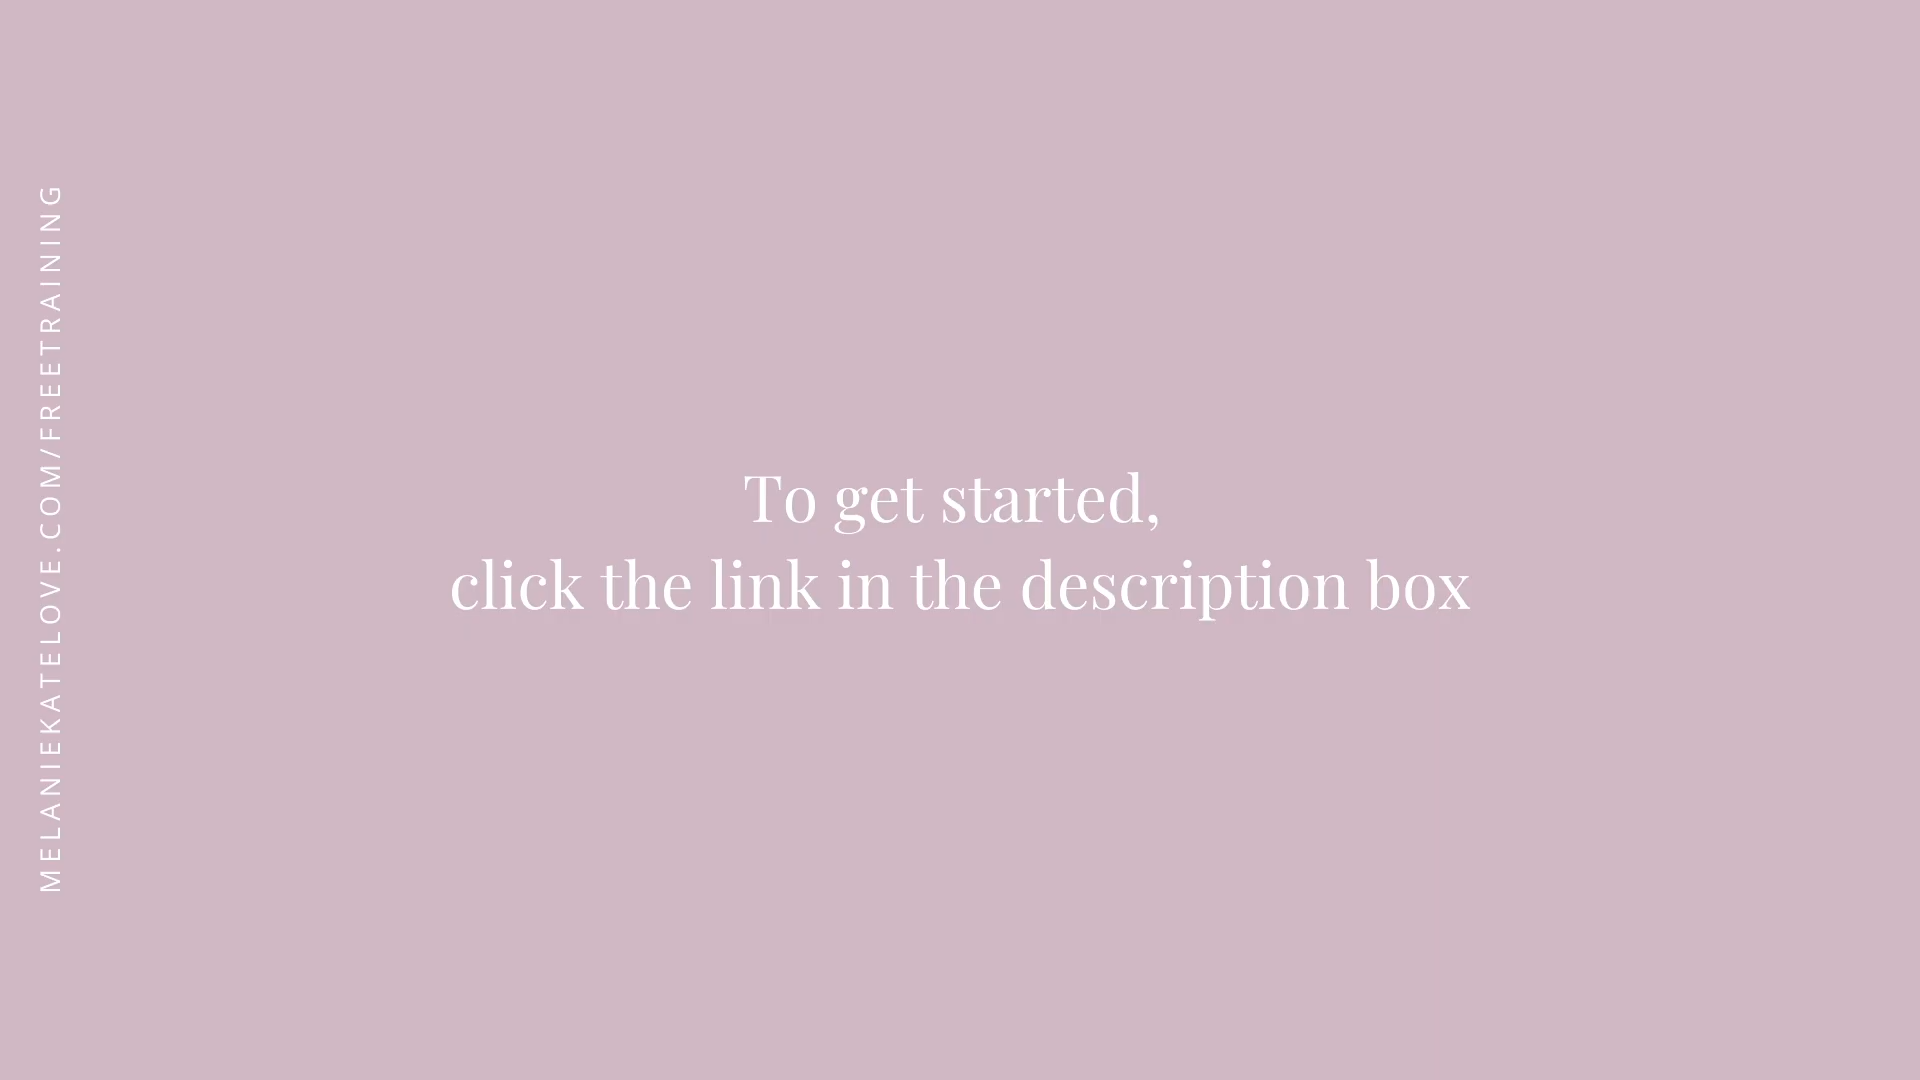 MELANIEKATELOVE.COM/FREETRAINING
To get started,
click the link in the description box